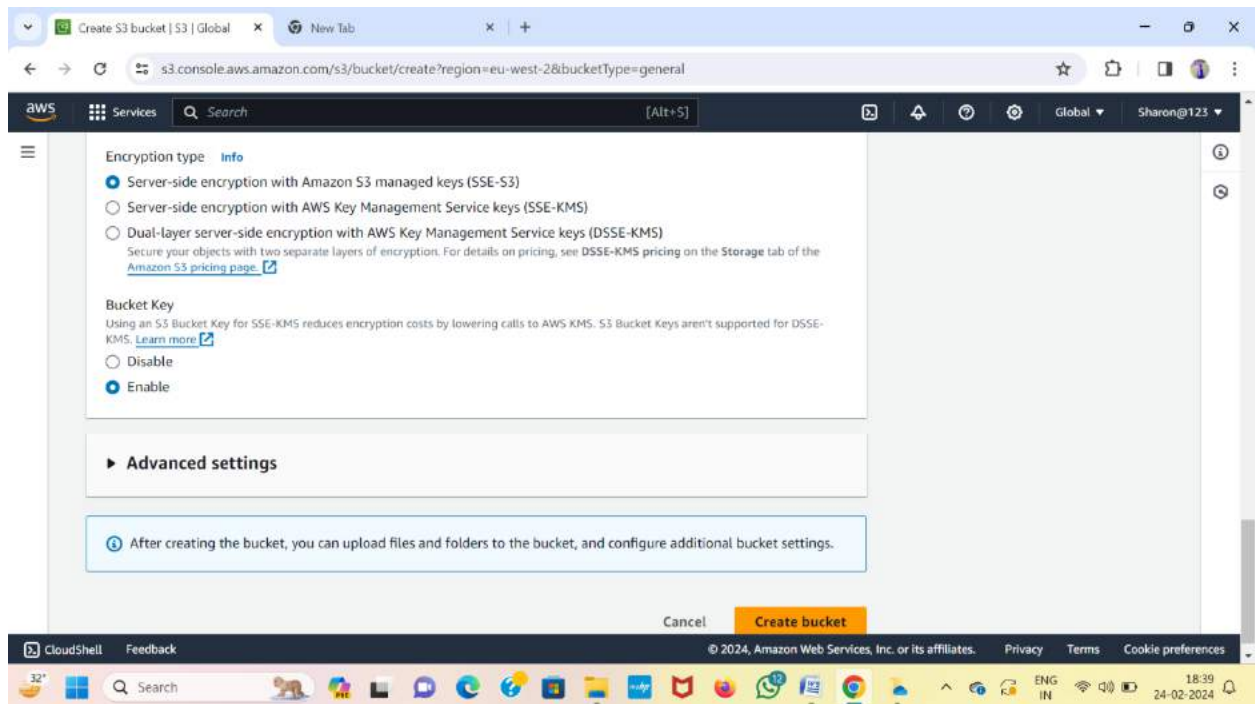 Create S3 bucket | S3 | Global
New Tab
s3.console.aws.amazon.com/s3/bucket/create?region=eu-west-2&bucketType=general
aws
Services
Search
[Alt+S]
Global
Sharon@123
Encryption type Info
Server-side encryption with Amazon S3 managed keys (SSE-S3)
Server-side encryption with AWS Key Management Service keys (SSE-KMS)
Dual-layer server-side encryption with AWS Key Management Service keys (DSSE-KMS)
Secure your objects with two separate layers of encryption. For details on pricing, see DSSE-KMS pricing on the Storage tab of the
Amazon S3 pricing page.
Bucket Key
Using an S3 Bucket Key for SSE-KMS reduces encryption costs by lowering calls to AWS KMS. S3 Bucket Keys aren't supported for DSSE-
KMS. Learn more
Disable
Enable
Advanced settings
After creating the bucket, you can upload files and folders to the bucket, and configure additional bucket settings.
Cancel
Create bucket
CloudShell Feedback
© 2024, Amazon Web Services, Inc. or its affiliates. Privacy Terms Cookie preferences
32°
Search
ENG
IN
18:39
24-02-2024